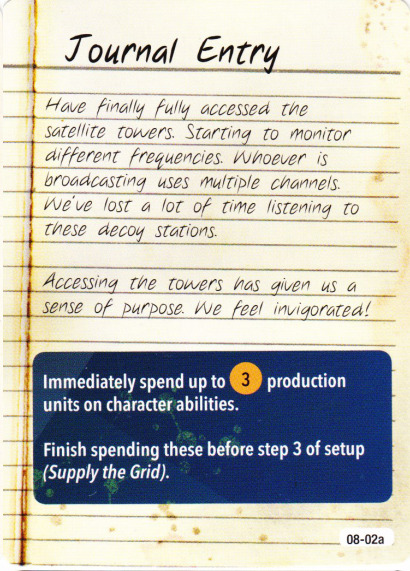 Journal Entry
Have finally fully accessed the
satellite towers. Starting to monitor
different frequencies. Whoever is
broadcasting uses multiple channels.
We've lost a lot of time listening to
these decoy stations.
Accessing the towers has given us a
sense of purpose. We feel invigorated!
Immediately spend up to 3 production
units on character abilities.
Finish spending these before step 3 of setup
(Supply the Grid).
08-02a